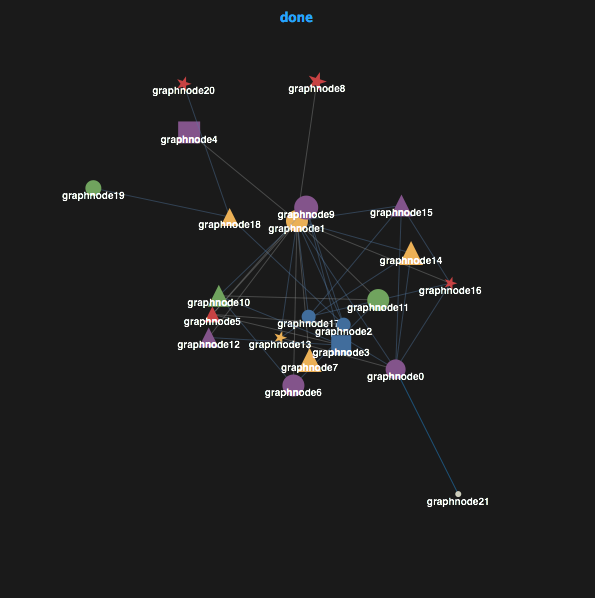 done
graphnode20
graphnode8
graphnode4
graphnode19
graphnode9
graphnode15
graphnode18
graphnode1
graphnode14
graphnode16
graphnode10
graphnode11
graphnode5
graphnode17
graphnode2
graphnode12
graphnode13
graphnode3
graphnode7
graphnode0
graphnode6
graphnode21